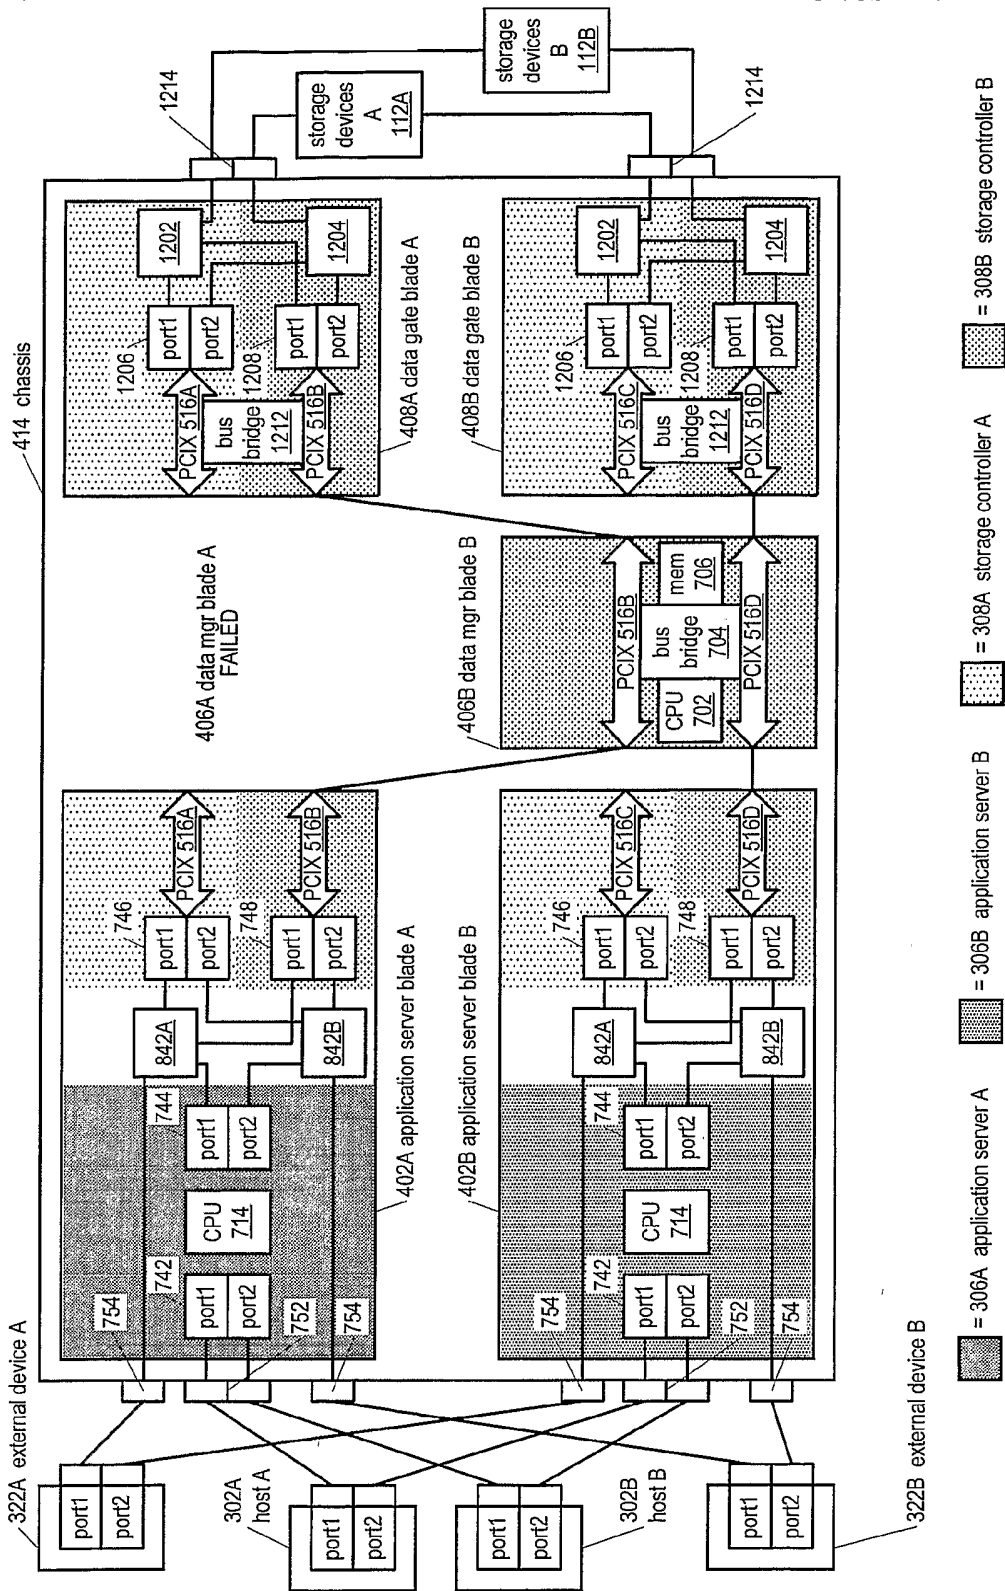 414 chassis
storage
devices
B
112B
storage
devices
A
112A
1214
1214
1202
1204
1206
port1
port2
1208
port1
port2
PCIX 516A
bus
bridge
1212
PCIX 516B
408A data gate blade A
1202
1204
1206
port1
port2
1208
port1
port2
PCIX 516C
bus
bridge
1212
PCIX 516D
408B data gate blade B
406A data mgr blade A
FAILED
406B data mgr blade B
PCIX 516B
mem
706
bus
bridge
704
CPU
702
PCIX 516D
PCIX 516A
PCIX 516B
746
port1
port2
748
port1
port2
842A
842B
744
port1
port2
CPU
714
742
port1
port2
754
752
754
402A application server blade A
PCIX 516C
PCIX 516D
746
port1
port2
748
port1
port2
842A
842B
744
port1
port2
CPU
714
742
port1
port2
754
752
754
402B application server blade B
322A external device A
port1
port2
302A
host A
port1
port2
302B
host B
port1
port2
322B external device B
port1
port2
= 306A application server A
= 306B application server B
= 308A storage controller A
= 308B storage controller B